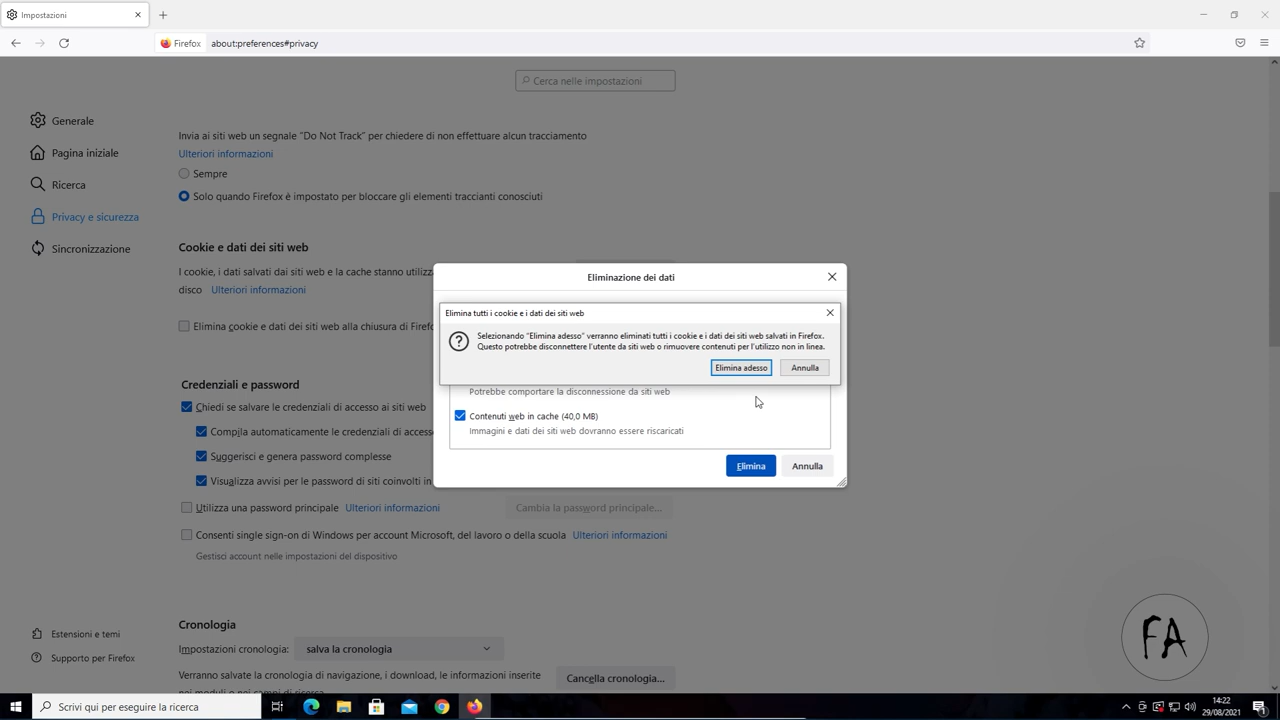 Impostazioni
Firefox
about:preferences#privacy
Cerca nelle impostazioni
Generale
Pagina iniziale
Ricerca
Privacy e sicurezza
Sincronizzazione
Invia ai siti web un segnale “Do Not Track” per chiedere di non effettuare alcun tracciamento
Ulteriori informazioni
Sempre
Solo quando Firefox è impostato per bloccare gli elementi traccianti conosciuti
Cookie e dati dei siti web
I cookie, i dati salvati dai siti web e la cache stanno utilizza
disco Ulteriori informazioni
Elimina cookie e dati dei siti web alla chiusura di Firefo
Eliminazione dei dati
Elimina tutti i cookie e i dati dei siti web
Selezionando “Elimina adesso” verranno eliminati tutti i cookie e i dati dei siti web salvati in Firefox.
Questo potrebbe disconnettere l’utente da siti web o rimuovere contenuti per l’utilizzo non in linea.
Elimina adesso
Annulla
Potrebbe comportare la disconnessione da siti web
Contenuti web in cache (40,0 MB)
Immagini e dati dei siti web dovranno essere riscaricati
Elimina
Annulla
Credenziali e password
Chiedi se salvare le credenziali di accesso ai siti web
Compila automaticamente le credenziali di access
Suggerisci e genera password complesse
Visualizza avvisi per le password di siti coinvolti in
Utilizza una password principale Ulteriori informazioni
Cambia la password principale...
Consenti single sign-on di Windows per account Microsoft, del lavoro o della scuola Ulteriori informazioni
Gestisci account nelle impostazioni del dispositivo
Cronologia
Impostazioni cronologia: salva la cronologia
Verranno salvate la cronologia di navigazione, i download, le informazioni inserite
nei moduli o nei campi di ricerca.
Cancella cronologia...
Estensioni e temi
Supporto per Firefox
FA
Scrivi qui per eseguire la ricerca
14:22
29/08/2021
1